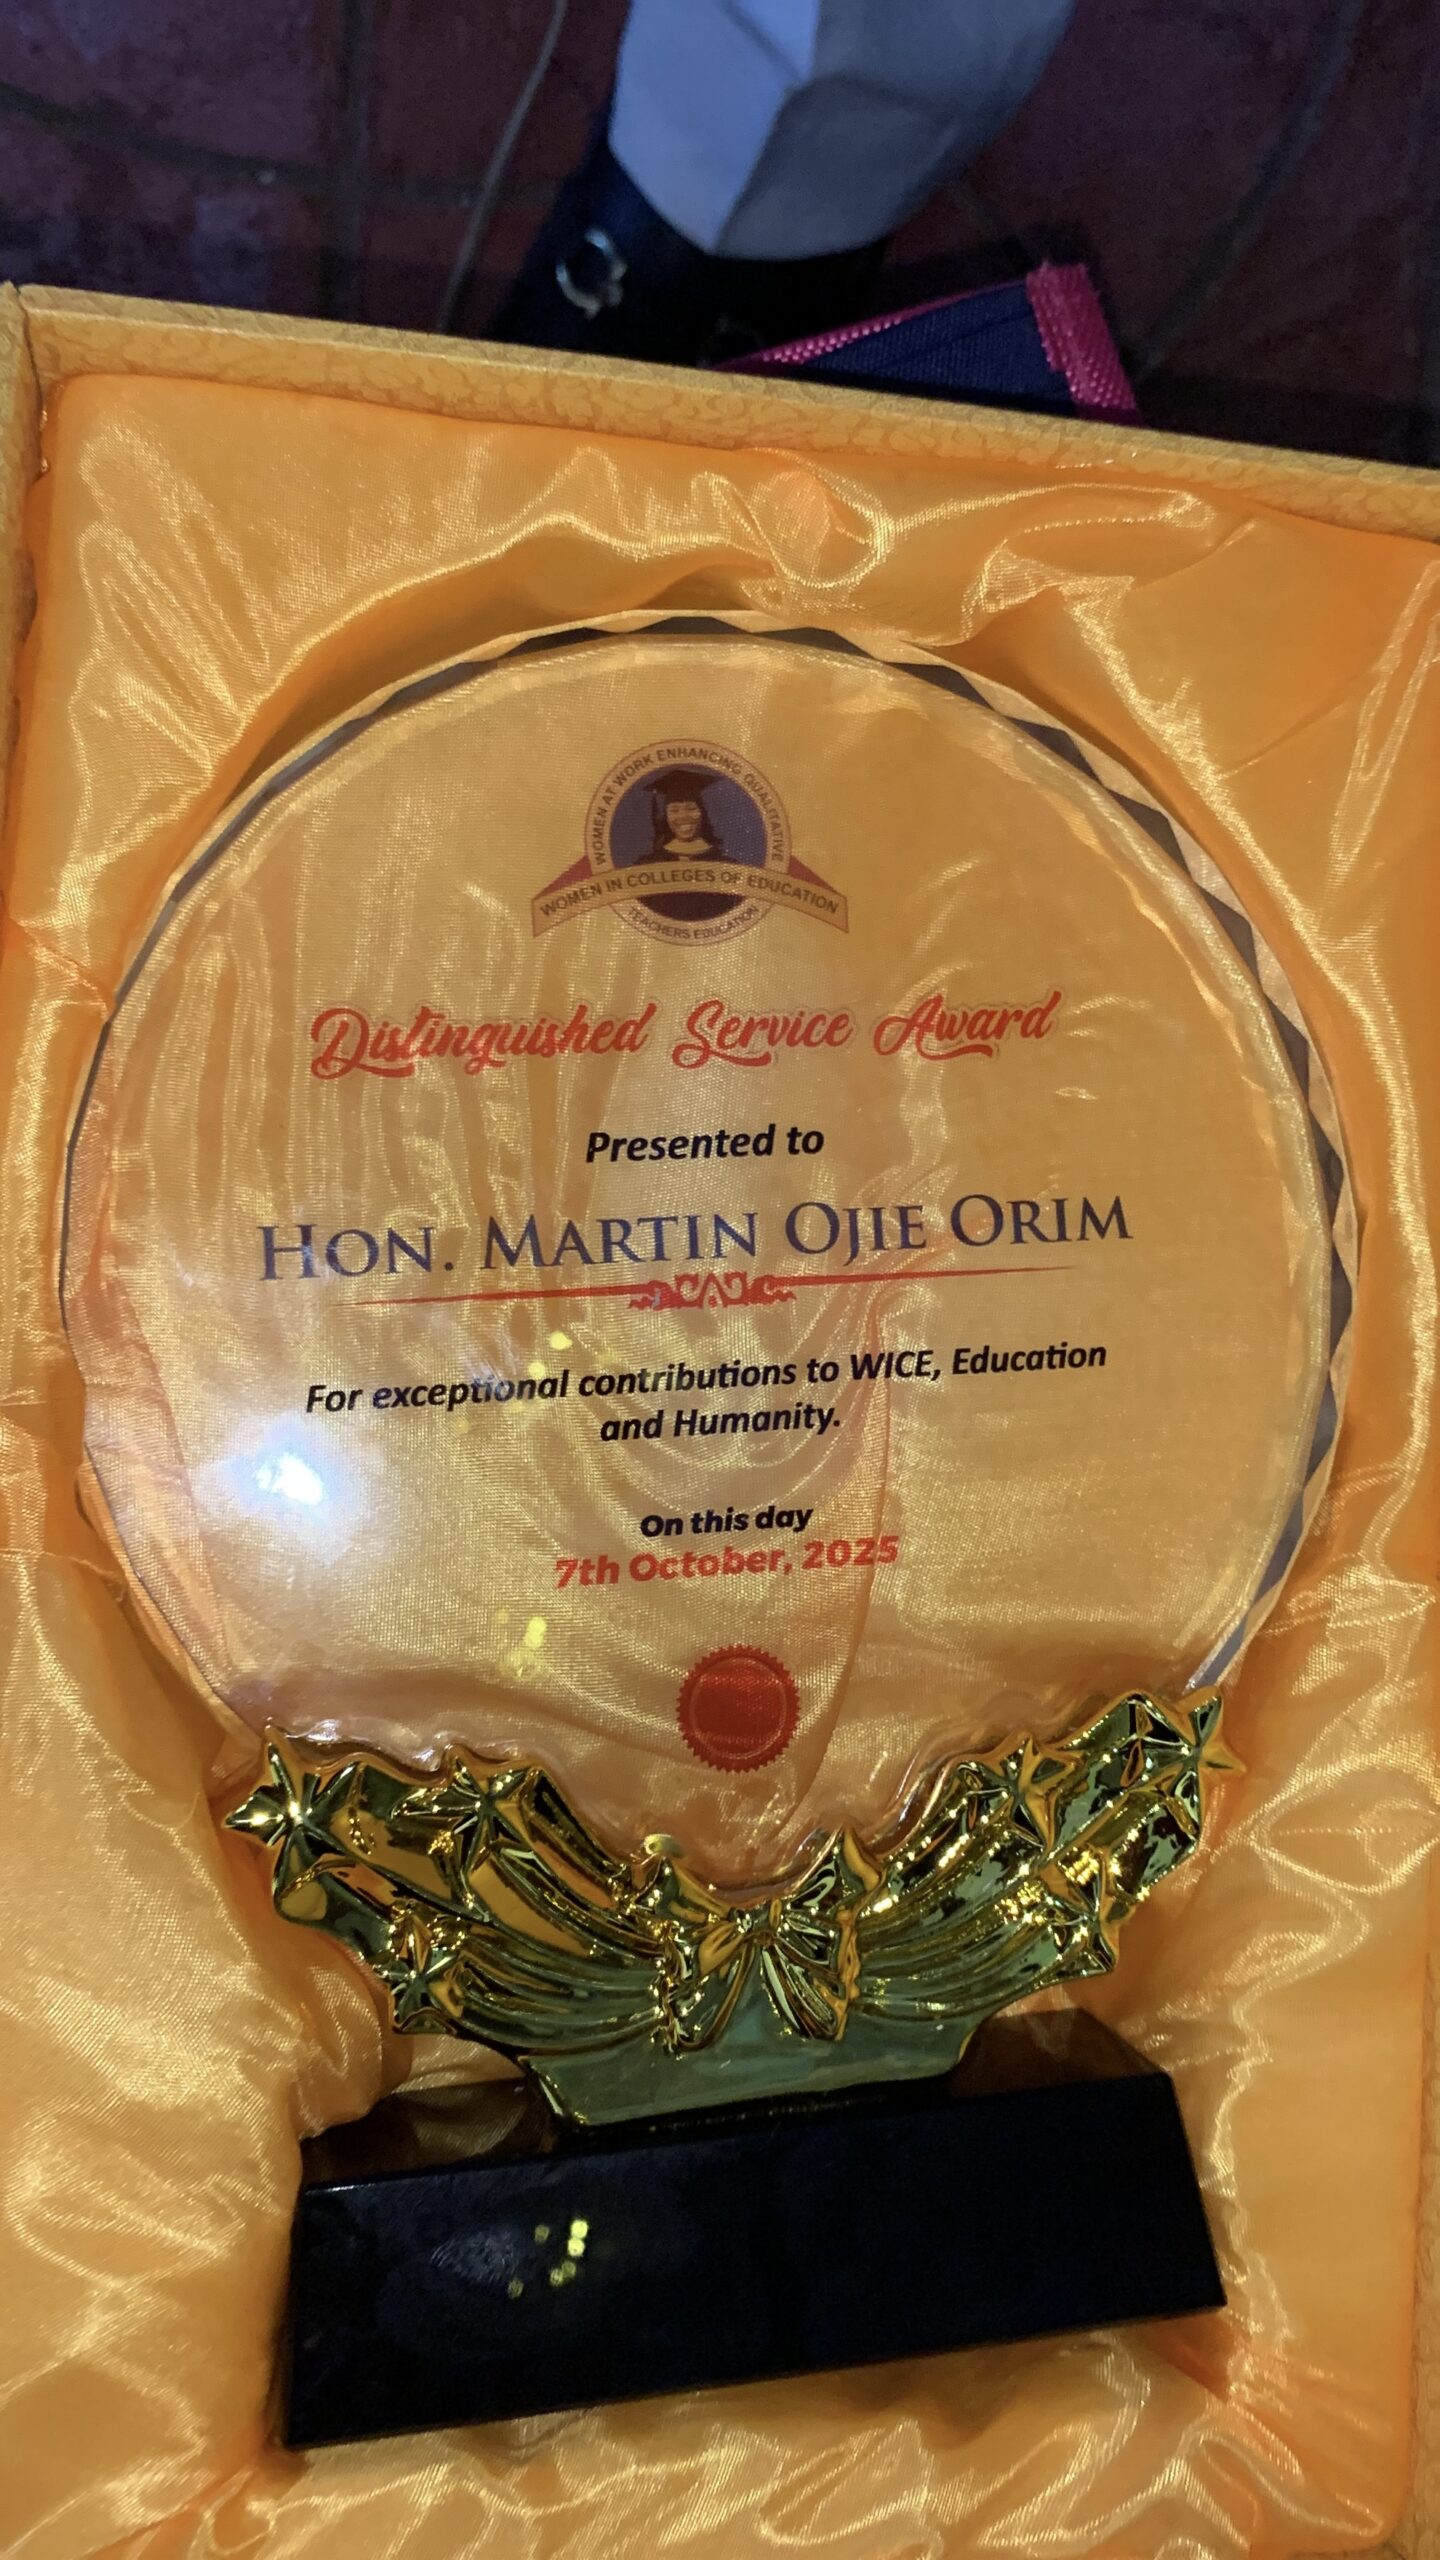 WOMEN AT WORK ENHANCING QUALITATIVE
WOMEN IN COLLEGES OF EDUCATION
TEACHERS EDUCATION
Distinguished Service Award
Presented to
HON. MARTIN OJIE ORIM
For exceptional contributions to WICE, Education
and Humanity.
On this day
7th October, 2025